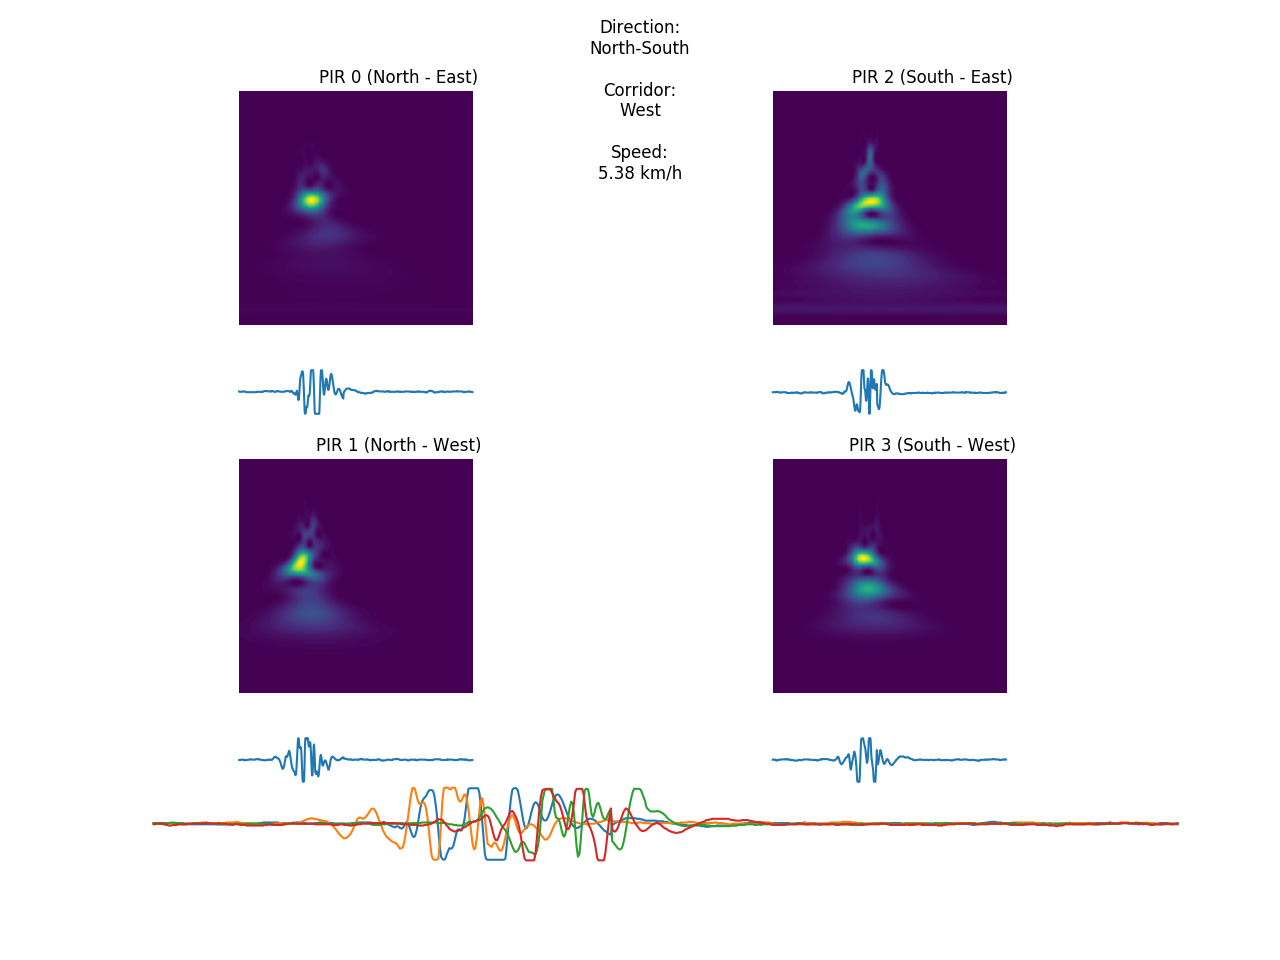 Direction:
North-South
Corridor:
West
Speed:
5.38 km/h
PIR 0 (North - East)
PIR 2 (South - East)
PIR 1 (North - West)
PIR 3 (South - West)